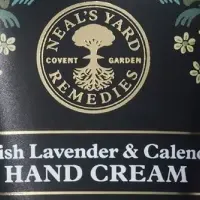 NEAL'S YARD
COVENT GARDEN
REMEDIES
ish Lavender & Calend
HAND CREAM